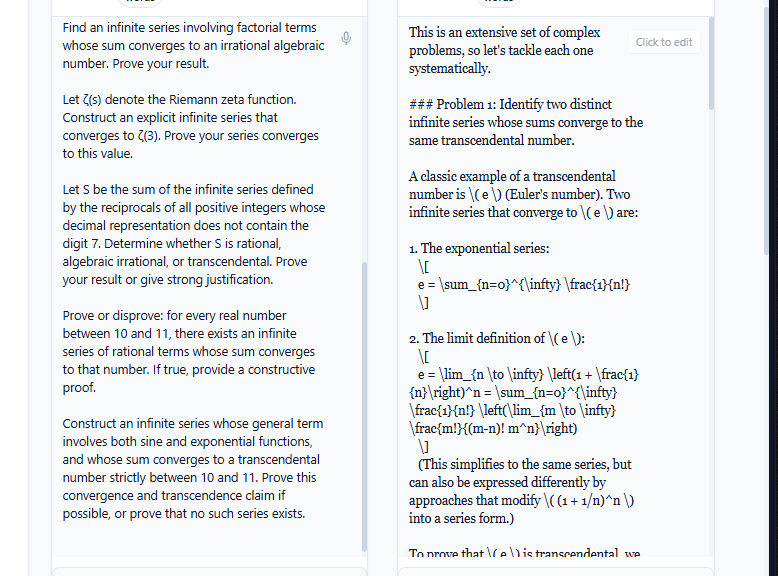 Find an infinite series involving factorial terms
whose sum converges to an irrational algebraic
number. Prove your result.
Let ζ(s) denote the Riemann zeta function.
Construct an explicit infinite series that
converges to ζ(3). Prove your series converges
to this value.
Let S be the sum of the infinite series defined
by the reciprocals of all positive integers whose
decimal representation does not contain the
digit 7. Determine whether S is rational,
algebraic irrational, or transcendental. Prove
your result or give strong justification.
Prove or disprove: for every real number
between 10 and 11, there exists an infinite
series of rational terms whose sum converges
to that number. If true, provide a constructive
proof.
Construct an infinite series whose general term
involves both sine and exponential functions,
and whose sum converges to a transcendental
number strictly between 10 and 11. Prove this
convergence and transcendence claim if
possible, or prove that no such series exists.
This is an extensive set of complex
problems, so let's tackle each one
systematically.
Click to edit
### Problem 1: Identify two distinct
infinite series whose sums converge to the
same transcendental number.
A classic example of a transcendental
number is \( e \) (Euler's number). Two
infinite series that converge to \( e \) are:
1. The exponential series:
\[
e = \sum_{n=0}^{\infty} \frac{1}{n!}
\]
2. The limit definition of \( e \):
\[
e = \lim_{n \to \infty} \left(1 + \frac{1}
{n}\right)^n = \sum_{n=0}^{\infty}
\frac{1}{n!} \left(\lim_{m \to \infty}
\frac{m!}{(m-n)! m^n}\right)
\]
(This simplifies to the same series, but
can also be expressed differently by
approaches that modify \( (1 + 1/n)^n \)
into a series form.)
To prove that \( e \) is transcendental, we